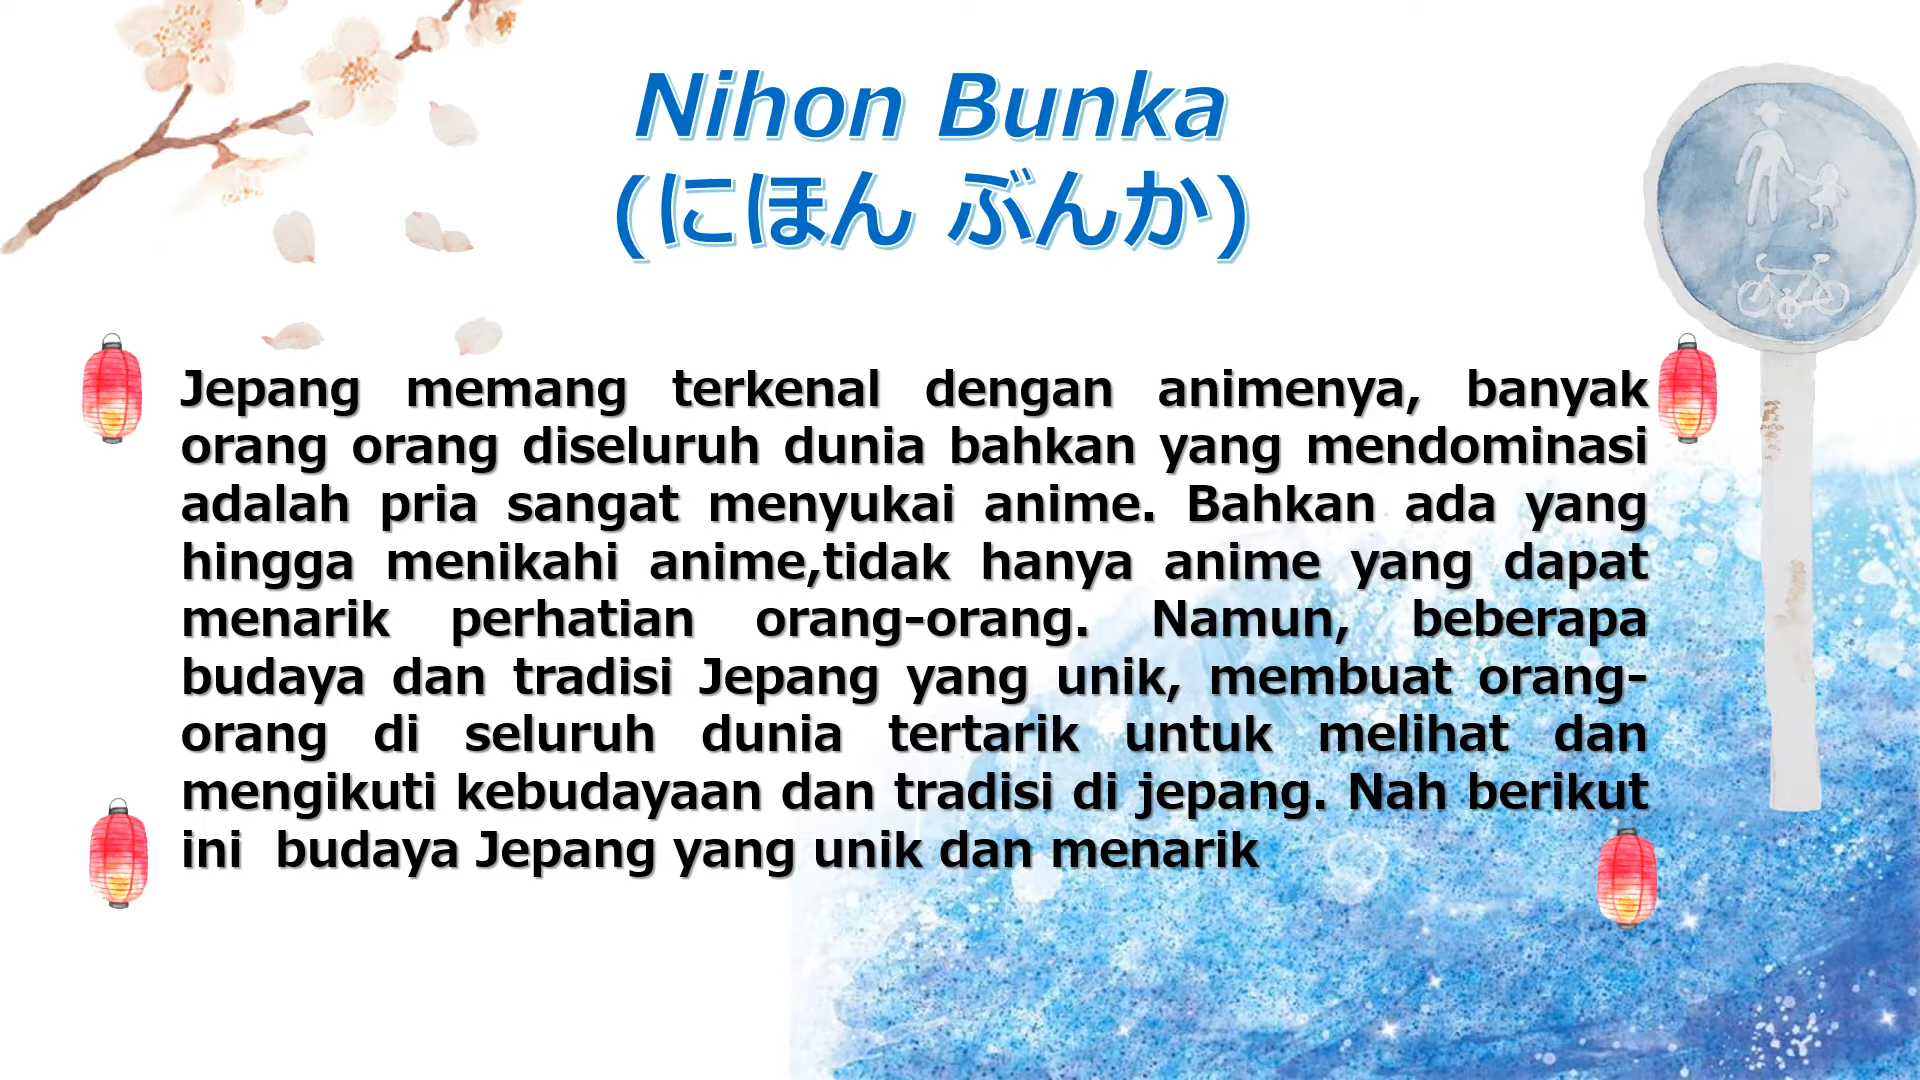 Nihon Bunka
(にほん ぶんか)
Jepang memang terkenal dengan animenya, banyak
orang orang diseluruh dunia bahkan yang mendominasi
adalah pria sangat menyukai anime. Bahkan ada yang
hingga menikahi anime,tidak hanya anime yang dapat
menarik perhatian orang-orang. Namun, beberapa
budaya dan tradisi Jepang yang unik, membuat orang-
orang di seluruh dunia tertarik untuk melihat dan
mengikuti kebudayaan dan tradisi di jepang. Nah berikut
ini  budaya Jepang yang unik dan menarik